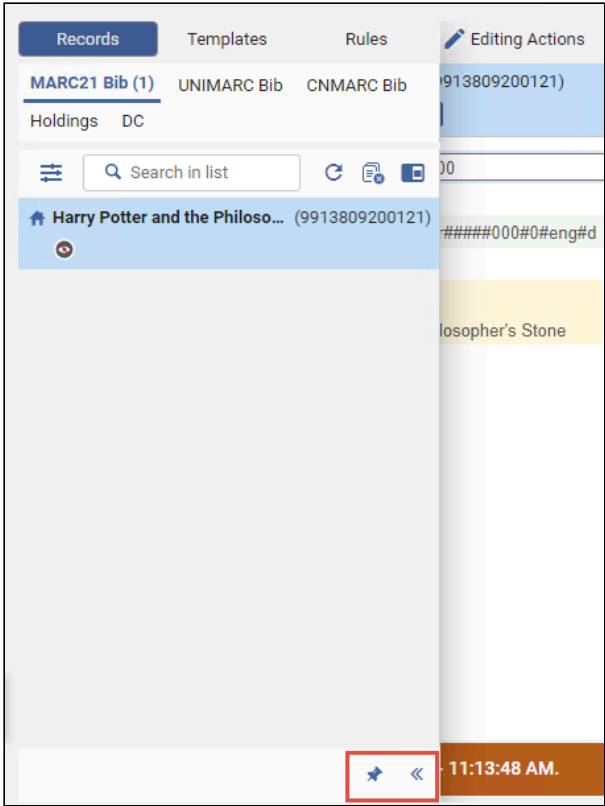 Records Templates Rules Editing Actions
MARC21 Bib (1) UNIMARC Bib CNMARC Bib 9913809200121)
Holdings DC
Search in list 00
Harry Potter and the Philoso... (9913809200121)
r#####000#0#eng#d
losopher's Stone
11:13:48 AM.